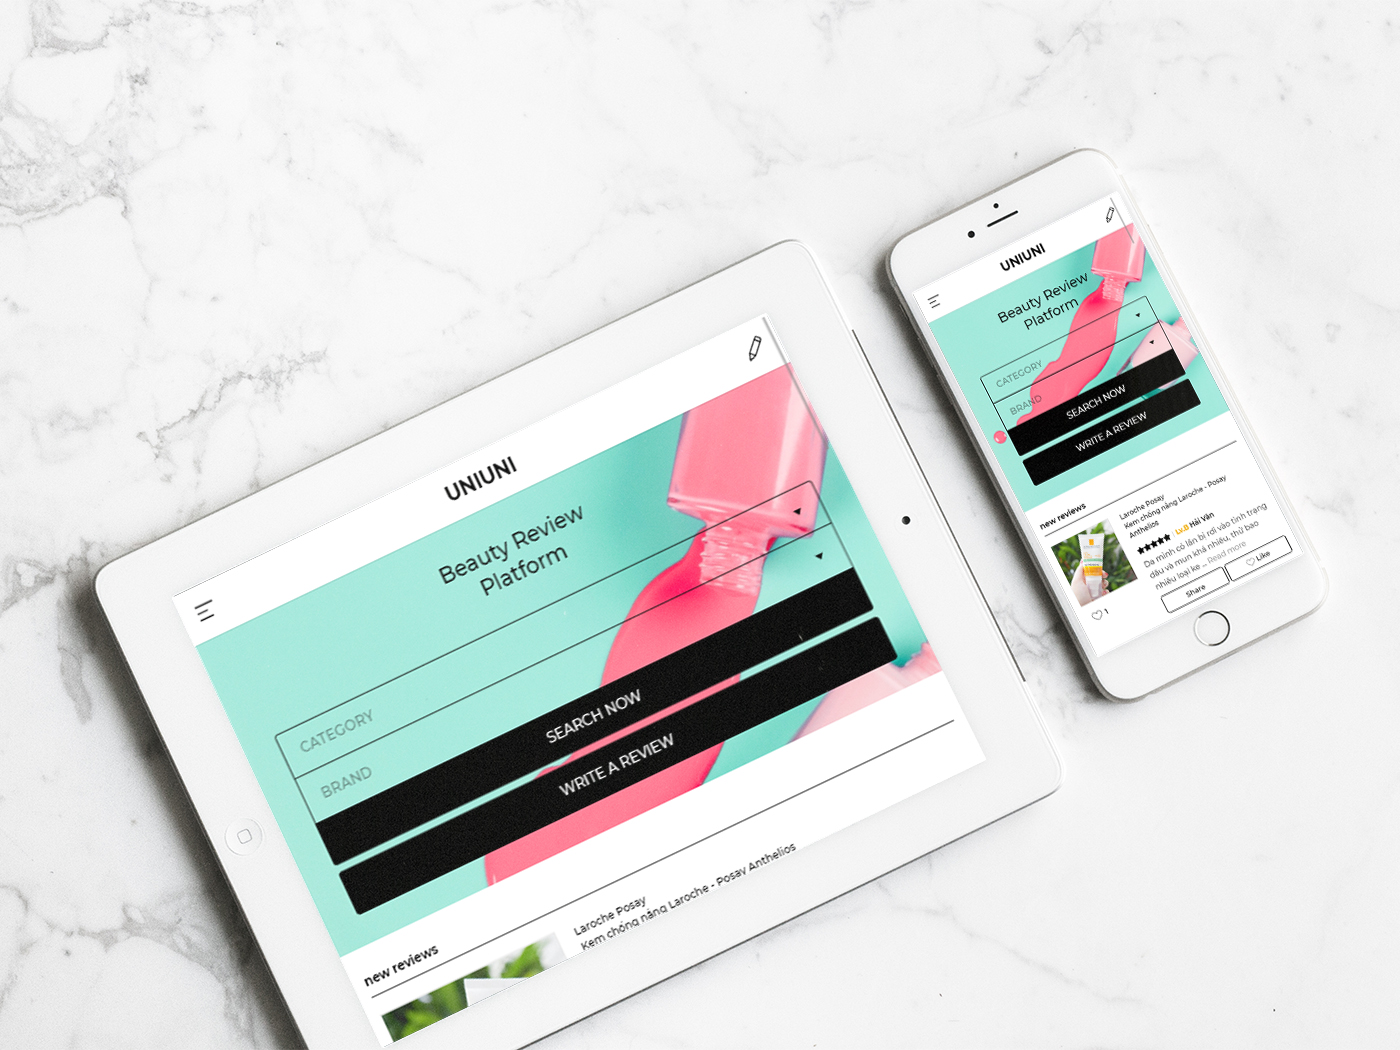 UNIUNI
Beauty Review
Platform
CATEGORY
BRAND
SEARCH NOW
WRITE A REVIEW
new reviews
Laroche Posay
Kem chống nắng Laroche - Posay Anthelios
UNIUNI
Beauty Review
Platform
CATEGORY
BRAND
SEARCH NOW
WRITE A REVIEW
new reviews
Laroche Posay
Kem chống nắng Laroche - Posay
Anthelios
★★★★★ Lv.8 Hải Vân
Da mình có lần bị rơi vào tình trạng
dầu và mụn khá nhiều, thử bao
nhiêu loại ke ... Read more
1
Share
Like